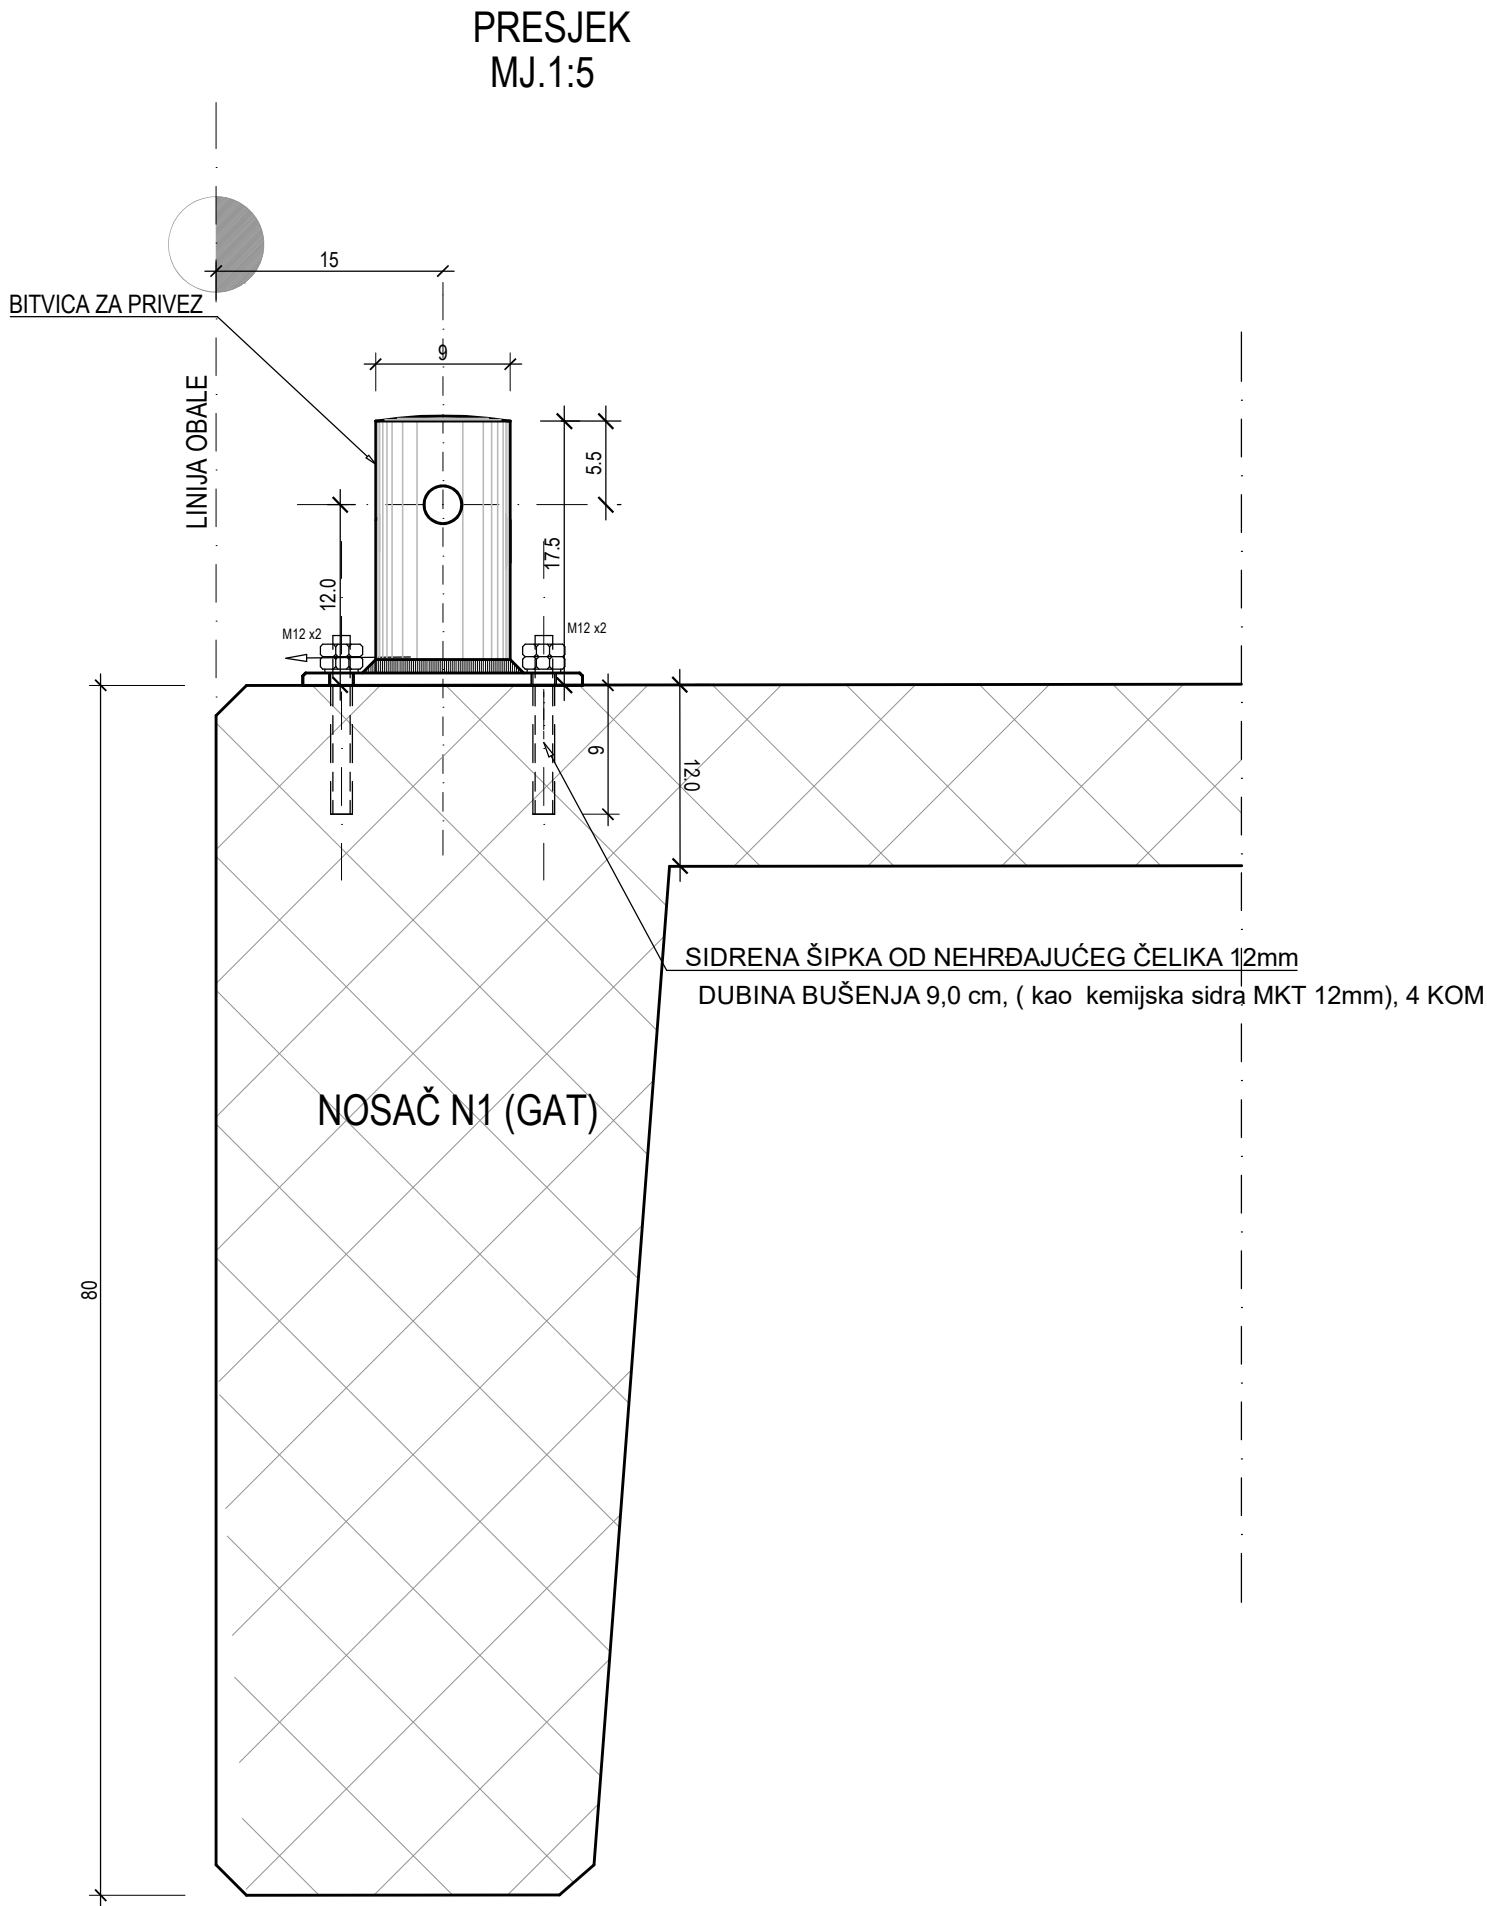 PRESJEK
MJ.1:5
15
BITVICA ZA PRIVEZ
9
LINIJA OBALE
5.5
17.5
12.0
M12 x2
M12 x2
9
12.0
SIDRENA ŠIPKA OD NEHRĐAJUĆEG ČELIKA 12mm
DUBINA BUŠENJA 9,0 cm, ( kao kemijska sidra MKT 12mm), 4 KOM
NOSAČ N1 (GAT)
80